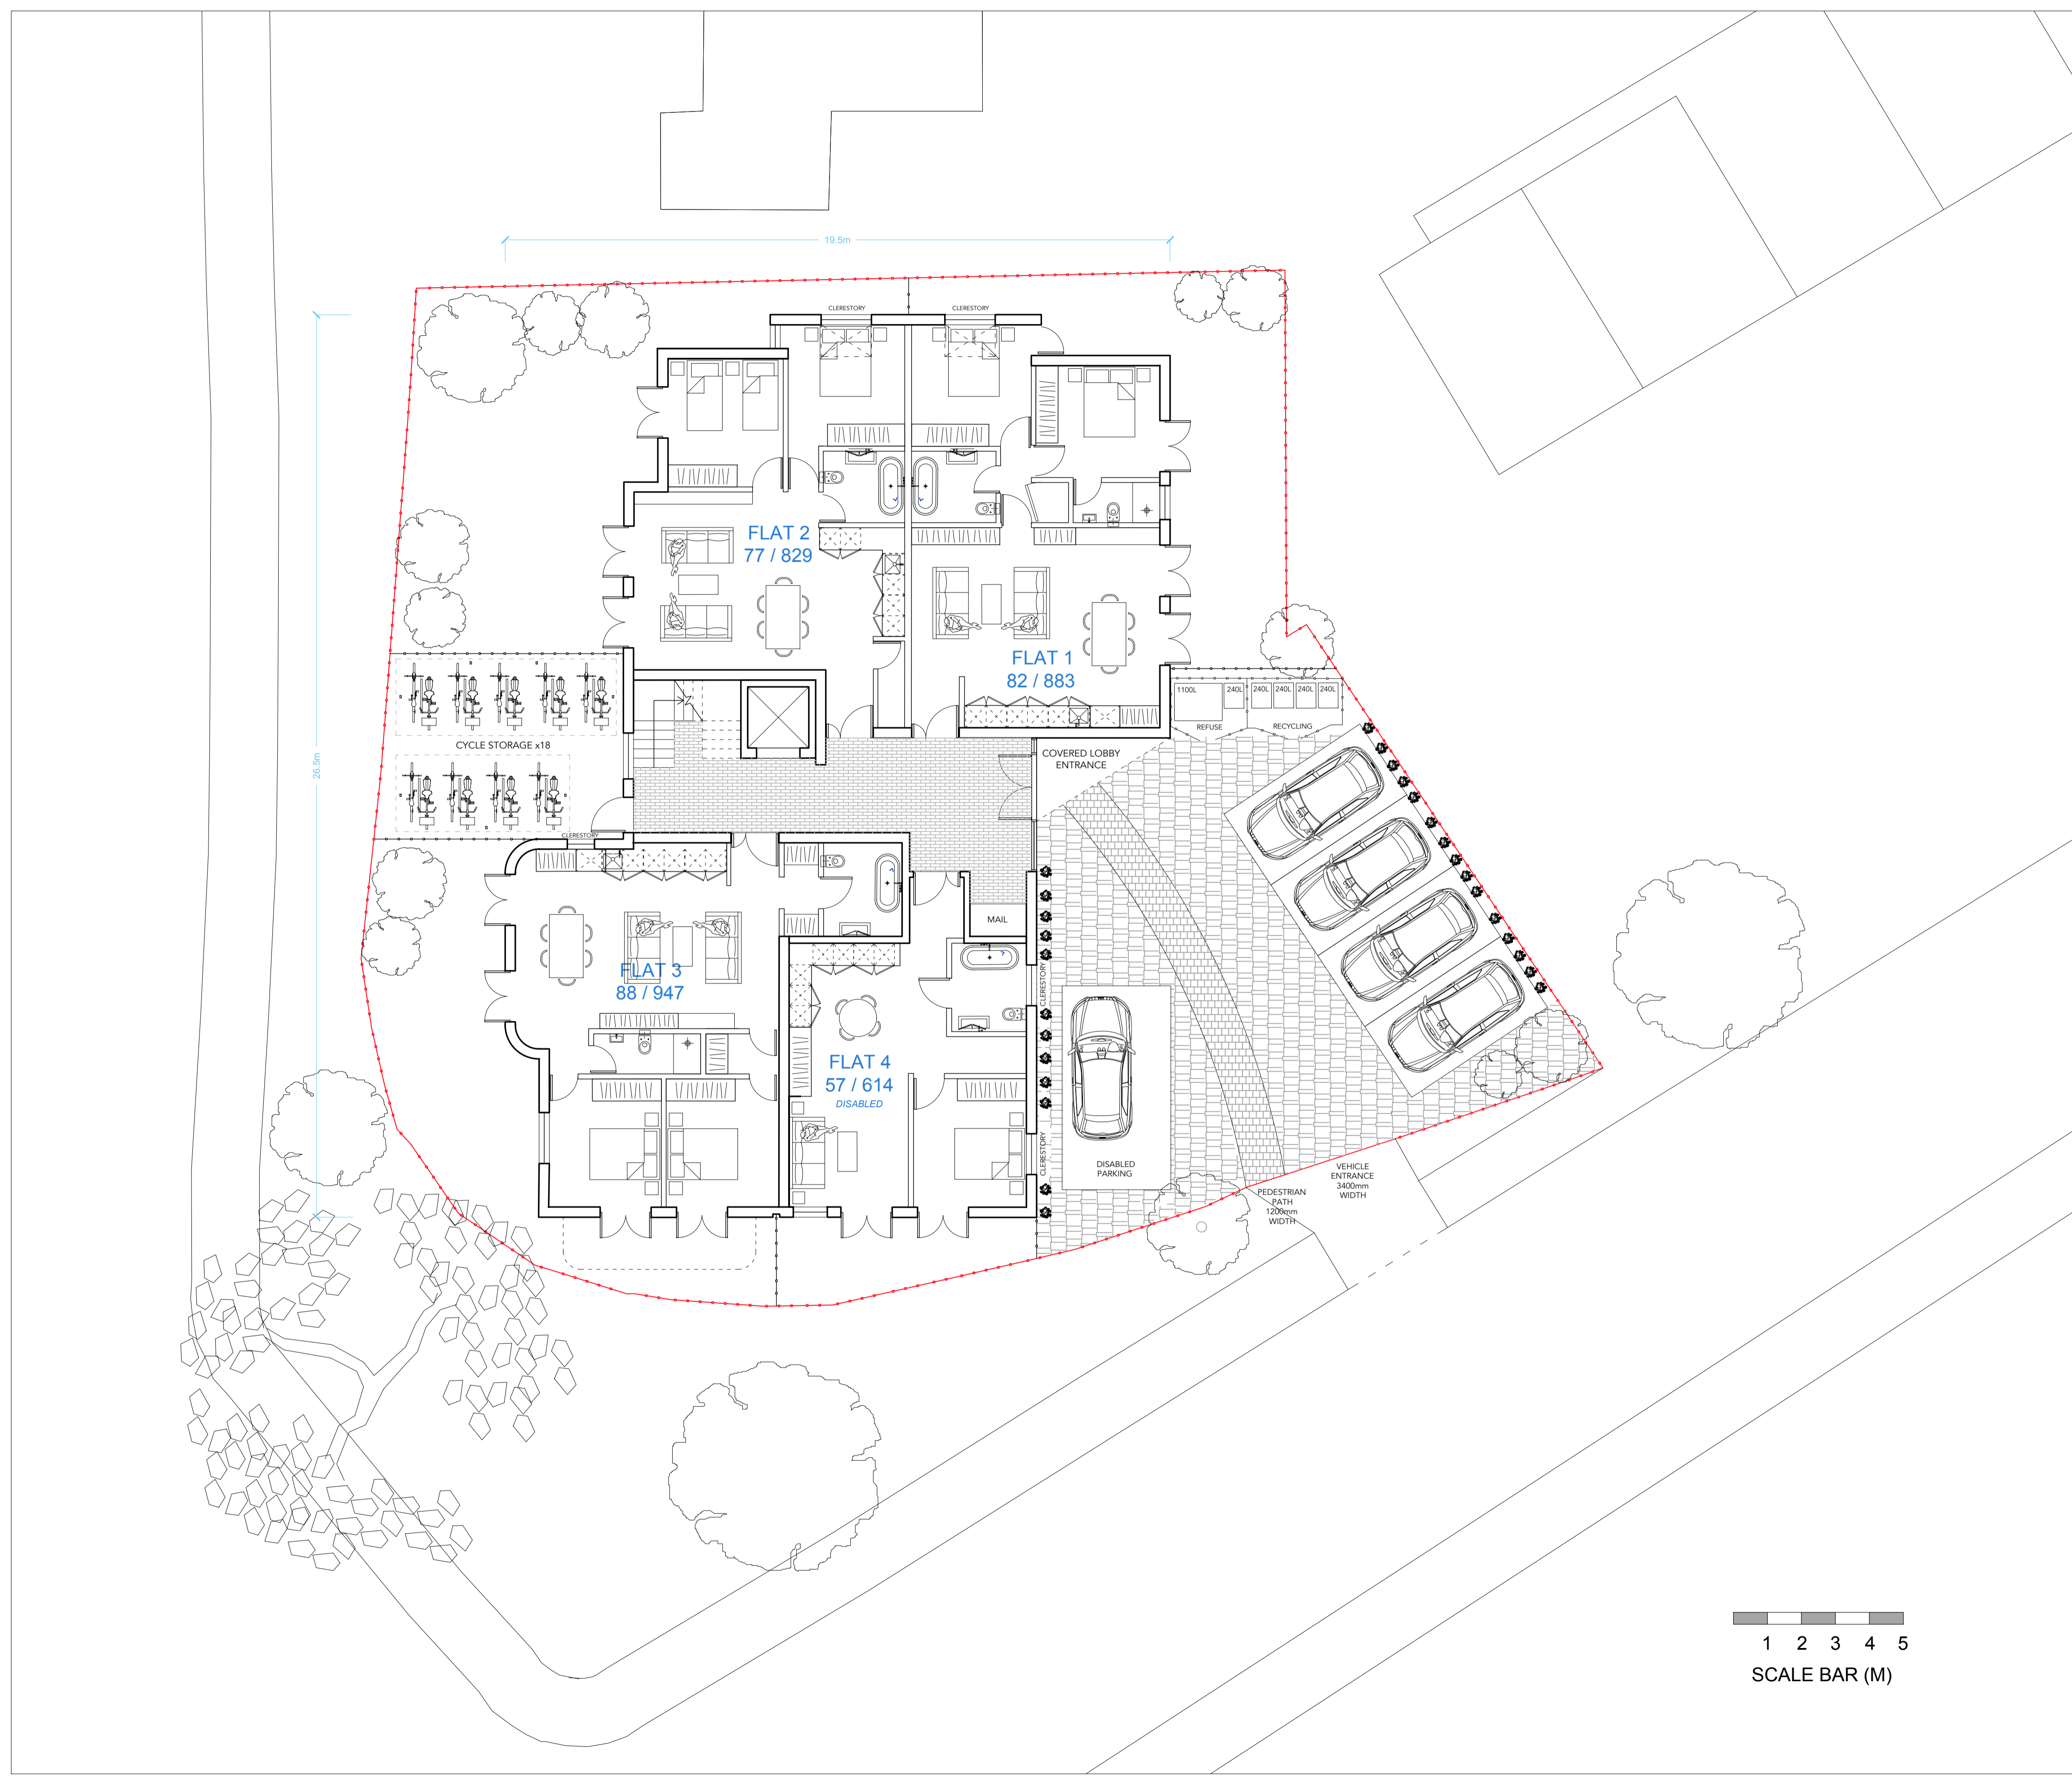 19.5m
CLERESTORY
CLERESTORY
FLAT 2
77 / 829
FLAT 1
82 / 883
1100L
240L
240L
240L
240L
240L
REFUSE
RECYCLING
CYCLE STORAGE x18
COVERED LOBBY
ENTRANCE
26.5m
CLERESTORY
MAIL
FLAT 3
88 / 947
CLERESTORY
FLAT 4
57 / 614
DISABLED
CLERESTORY
DISABLED
PARKING
VEHICLE
ENTRANCE
3400mm
WIDTH
PEDESTRIAN
PATH
1200mm
WIDTH
1 2 3 4 5
SCALE BAR (M)